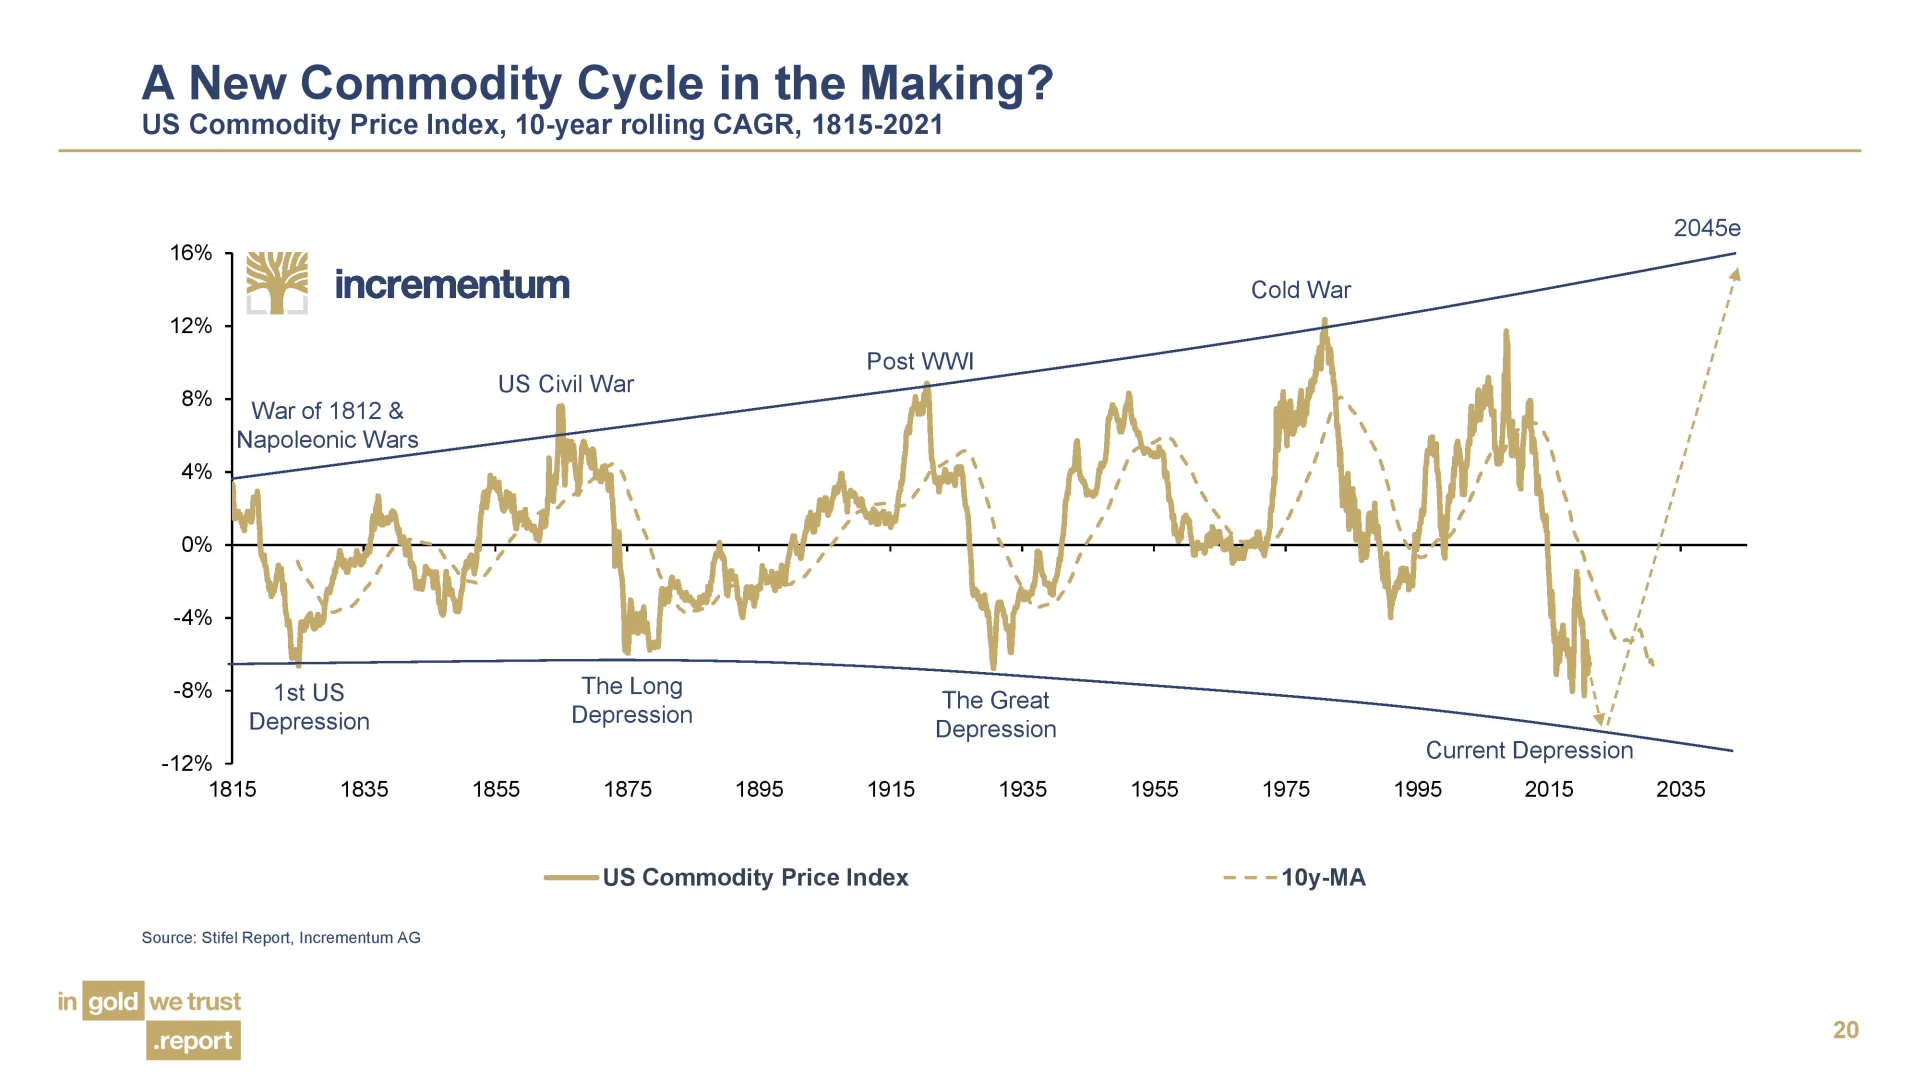 A New Commodity Cycle in the Making?
US Commodity Price Index, 10-year rolling CAGR, 1815-2021
2045e
16%
incrementum
Cold War
12%
Post WWI
US Civil War
8%
War of 1812 &
Napoleonic Wars
4%
0%
-4%
-8%
1st US
Depression
The Long
Depression
The Great
Depression
Current Depression
-12%
1815
1835
1855
1875
1895
1915
1935
1955
1975
1995
2015
2035
US Commodity Price Index
10y-MA
Source: Stifel Report, Incrementum AG
in gold we trust
.report
20